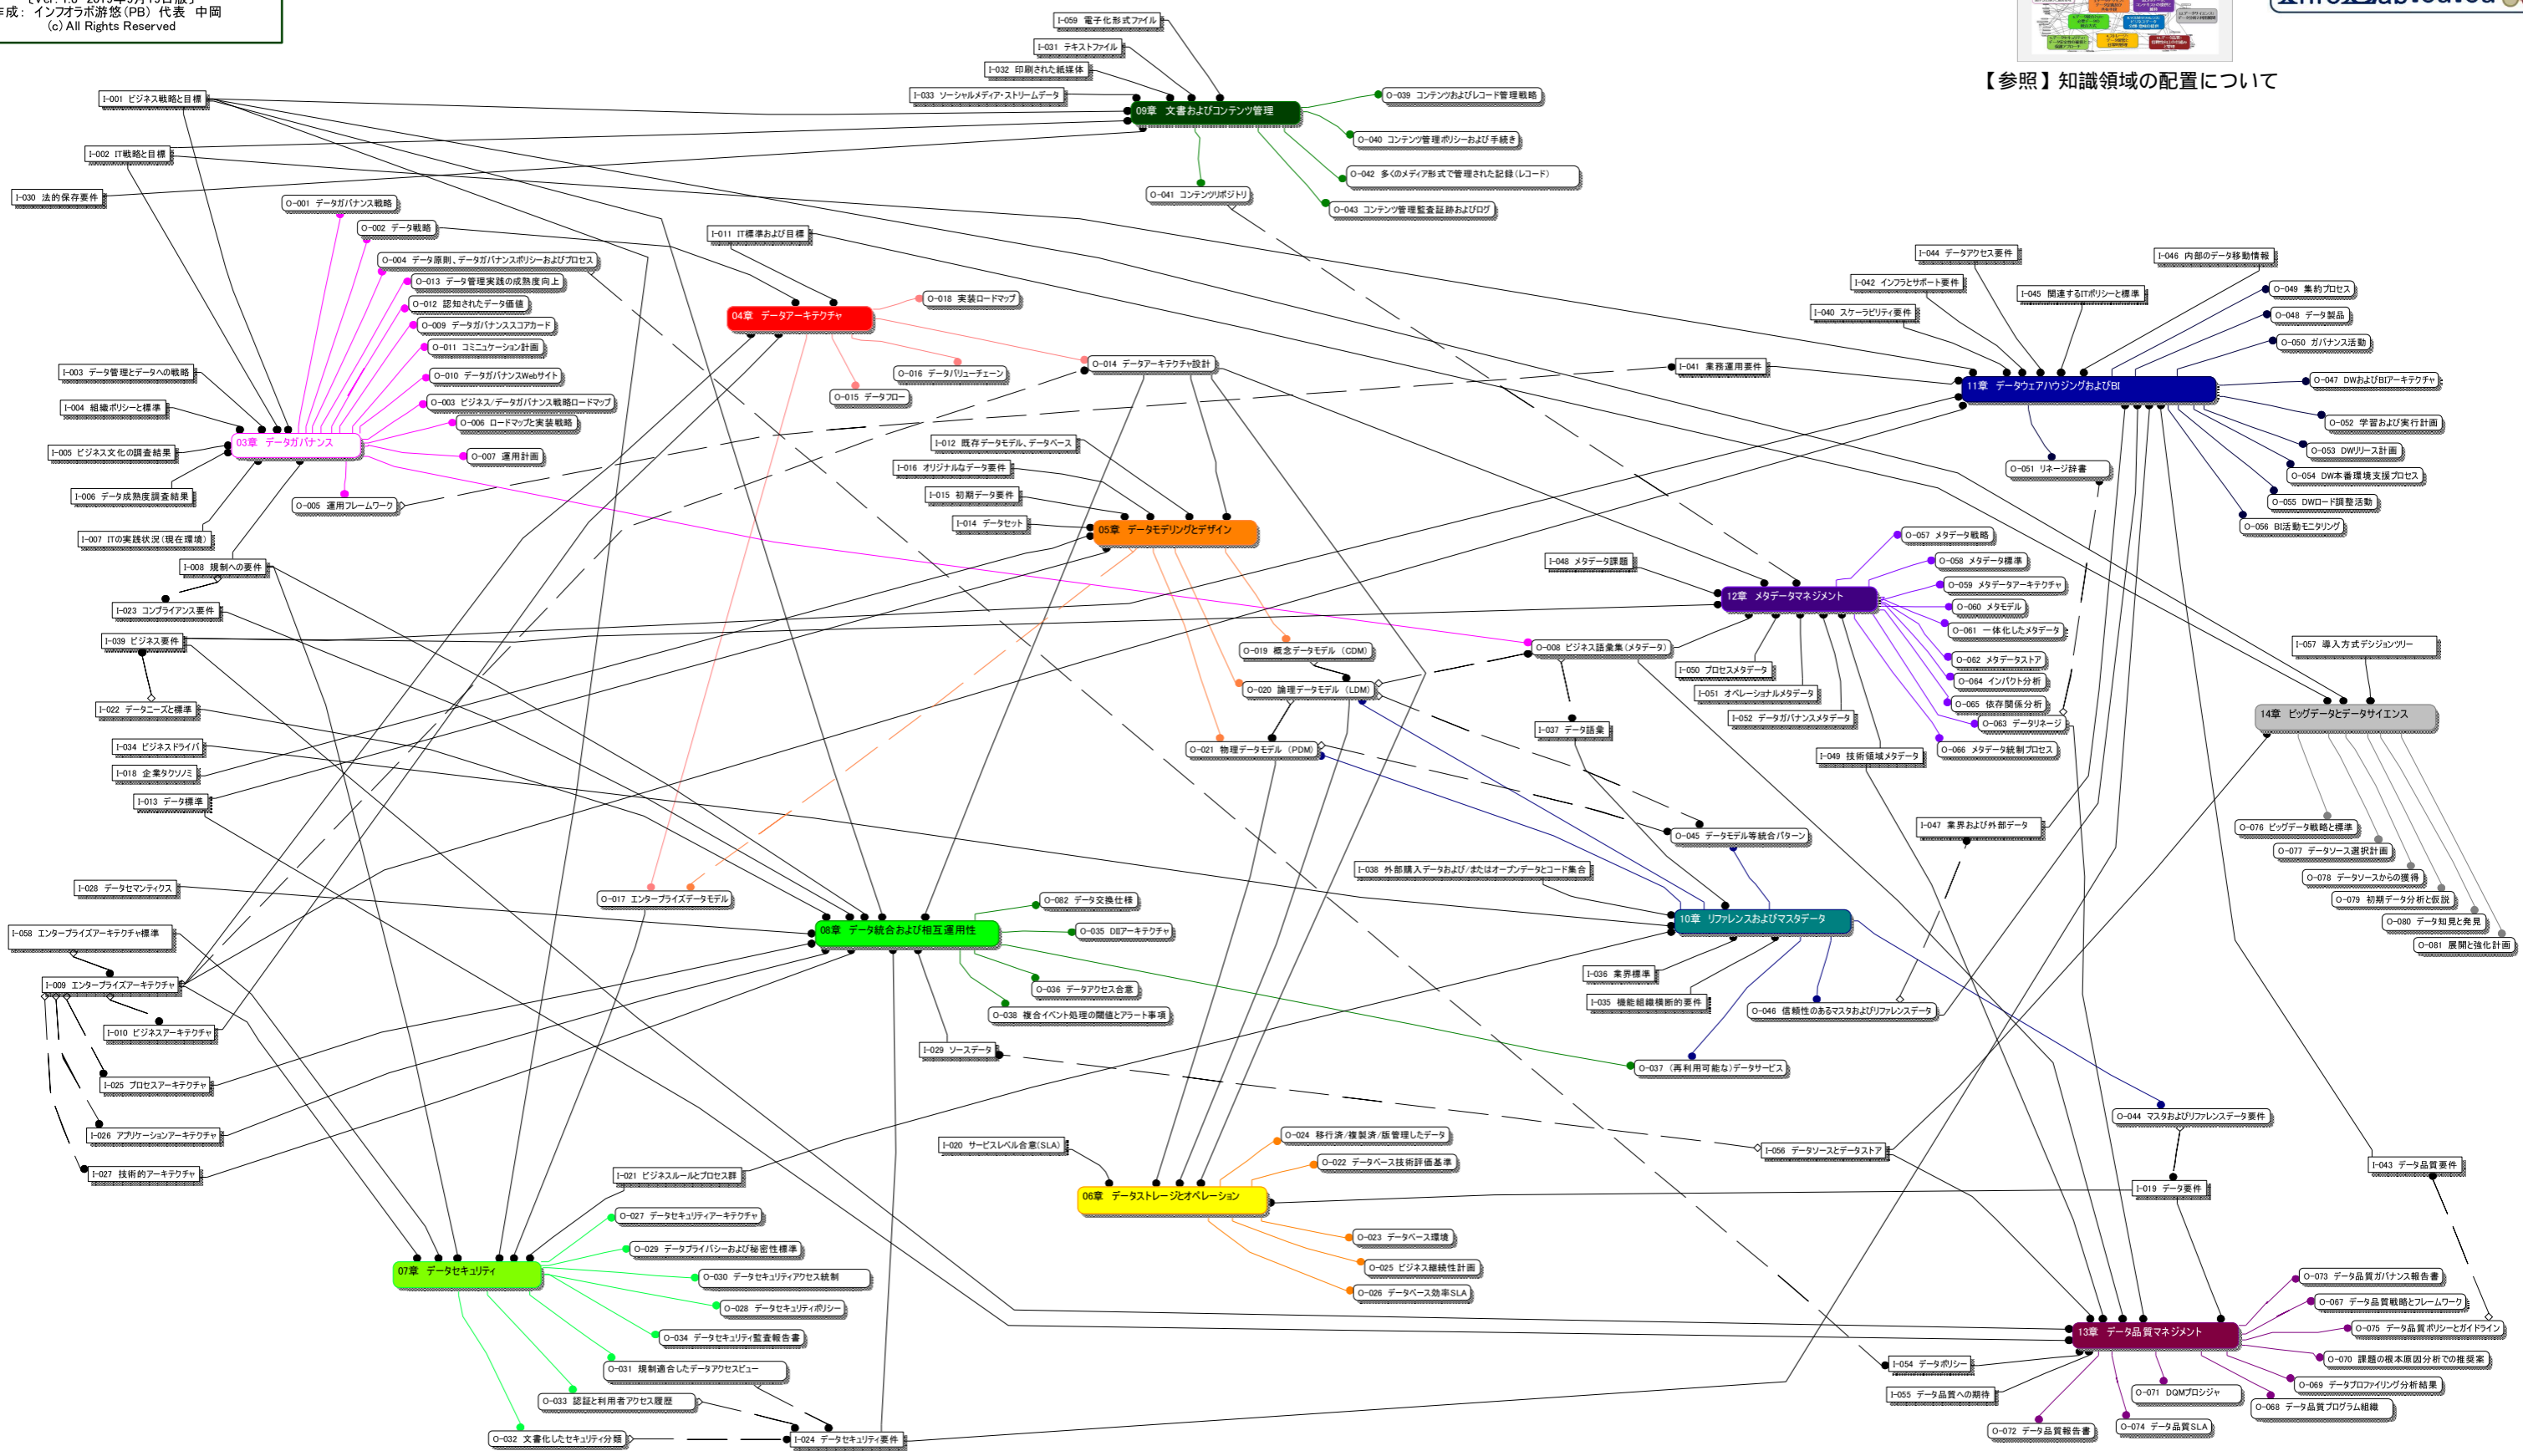 作成: インフォラボ游悠(PB) 代表 中岡
(c)All Rights Reserved
【参照】知識領域の配置について
I-059 電子化形式ファイル
I-031 テキストファイル
I-032 印刷された紙媒体
I-033 ソーシャルメディア・ストリームデータ
09章 文書およびコンテンツ管理
O-039 コンテンツおよびレコード管理戦略
O-040 コンテンツ管理ポリシーおよび手続き
O-042 多くのメディア形式で管理された記録(レコード)
O-041 コンテンツリポジトリ
O-043 コンテンツ管理監査証跡およびログ
I-001 ビジネス戦略と目標
I-002 IT戦略と目標
I-030 法的保存要件
O-001 データガバナンス戦略
O-002 データ戦略
O-004 データ原則、データガバナンスポリシーおよびプロセス
O-013 データ管理実践の成熟度向上
O-012 認知されたデータ価値
O-009 データガバナンススコアカード
O-011 コミュニケーション計画
O-010 データガバナンスWebサイト
O-003 ビジネス/データガバナンス戦略ロードマップ
O-006 ロードマップと実装戦略
O-007 運用計画
O-005 運用フレームワーク
I-003 データ管理とデータへの戦略
I-004 組織ポリシーと標準
03章 データガバナンス
I-005 ビジネス文化の調査結果
I-006 データ成熟度調査結果
I-007 ITの実践状況(現在環境)
I-008 規制への要件
I-011 IT標準および目標
04章 データアーキテクチャ
O-018 実装ロードマップ
O-016 データバリューチェーン
O-015 データフロー
O-014 データアーキテクチャ設計
I-012 既存データモデル、データベース
I-016 オリジナルなデータ要件
I-015 初期データ要件
I-014 データセット
05章 データモデリングとデザイン
I-044 データアクセス要件
I-046 内部のデータ移動情報
I-042 インフラとサポート要件
I-045 関連するITポリシーと標準
I-040 スケーラビリティ要件
I-041 業務運用要件
11章 データウェアハウジングおよびBI
O-049 集約プロセス
O-048 データ製品
O-050 ガバナンス活動
O-047 DWおよびBIアーキテクチャ
O-052 学習および実行計画
O-053 DWリリース計画
O-054 DW本番環境支援プロセス
O-055 DWロード調整活動
O-056 BI活動モニタリング
O-051 リネージ辞書
I-048 メタデータ課題
12章 メタデータマネジメント
O-057 メタデータ戦略
O-058 メタデータ標準
O-059 メタデータアーキテクチャ
O-060 メタモデル
O-061 一体化したメタデータ
O-062 メタデータストア
O-064 インパクト分析
O-065 依存関係分析
O-063 データリネージ
O-066 メタデータ統制プロセス
O-008 ビジネス語彙集(メタデータ)
I-050 プロセスメタデータ
I-051 オペレーショナルメタデータ
I-052 データガバナンスメタデータ
I-049 技術領域メタデータ
I-037 データ語彙
O-019 概念データモデル (CDM)
O-020 論理データモデル (LDM)
O-021 物理データモデル (PDM)
I-057 導入方式デシジョンツリー
14章 ビッグデータとデータサイエンス
O-076 ビッグデータ戦略と標準
O-077 データソース選択計画
O-078 データソースからの獲得
O-079 初期データ分析と仮説
O-080 データ知見と発見
O-081 展開と強化計画
I-023 コンプライアンス要件
I-039 ビジネス要件
I-022 データニーズと標準
I-034 ビジネスドライバ
I-018 企業タクソノミ
I-013 データ標準
I-028 データセマンティクス
I-058 エンタープライズアーキテクチャ標準
I-009 エンタープライズアーキテクチャ
I-010 ビジネスアーキテクチャ
I-025 プロセスアーキテクチャ
I-026 アプリケーションアーキテクチャ
I-027 技術的アーキテクチャ
O-017 エンタープライズデータモデル
08章 データ統合および相互運用性
O-082 データ交換仕様
O-035 DIIアーキテクチャ
O-036 データアクセス合意
O-038 複合イベント処理の閾値とアラート事項
I-029 ソースデータ
O-045 データモデル等統合パターン
I-038 外部購入データおよび/またはオープンデータとコード集合
10章 リファレンスおよびマスタデータ
I-036 業界標準
I-035 機能組織横断的要件
O-046 信頼性のあるマスタおよびリファレンスデータ
O-037 (再利用可能な)データサービス
I-047 業界および外部データ
O-044 マスタおよびリファレンスデータ要件
I-056 データソースとデータストア
I-043 データ品質要件
I-019 データ要件
I-020 サービスレベル合意(SLA)
06章 データストレージとオペレーション
O-024 移行済/複製済/版管理したデータ
O-022 データベース技術評価基準
O-023 データベース環境
O-025 ビジネス継続性計画
O-026 データベース効率SLA
I-021 ビジネスルールとプロセス群
07章 データセキュリティ
O-027 データセキュリティアーキテクチャ
O-029 データプライバシーおよび秘密性標準
O-030 データセキュリティアクセス統制
O-028 データセキュリティポリシー
O-034 データセキュリティ監査報告書
O-031 規制適合したデータアクセスビュー
O-033 認証と利用者アクセス履歴
O-032 文書化したセキュリティ分類
I-024 データセキュリティ要件
13章 データ品質マネジメント
I-054 データポリシー
I-055 データ品質への期待
O-073 データ品質ガバナンス報告書
O-067 データ品質戦略とフレームワーク
O-075 データ品質ポリシーとガイドライン
O-070 課題の根本原因分析での推奨案
O-069 データプロファイリング分析結果
O-068 データ品質プログラム組織
O-071 DQMプロシジャ
O-074 データ品質SLA
O-072 データ品質報告書